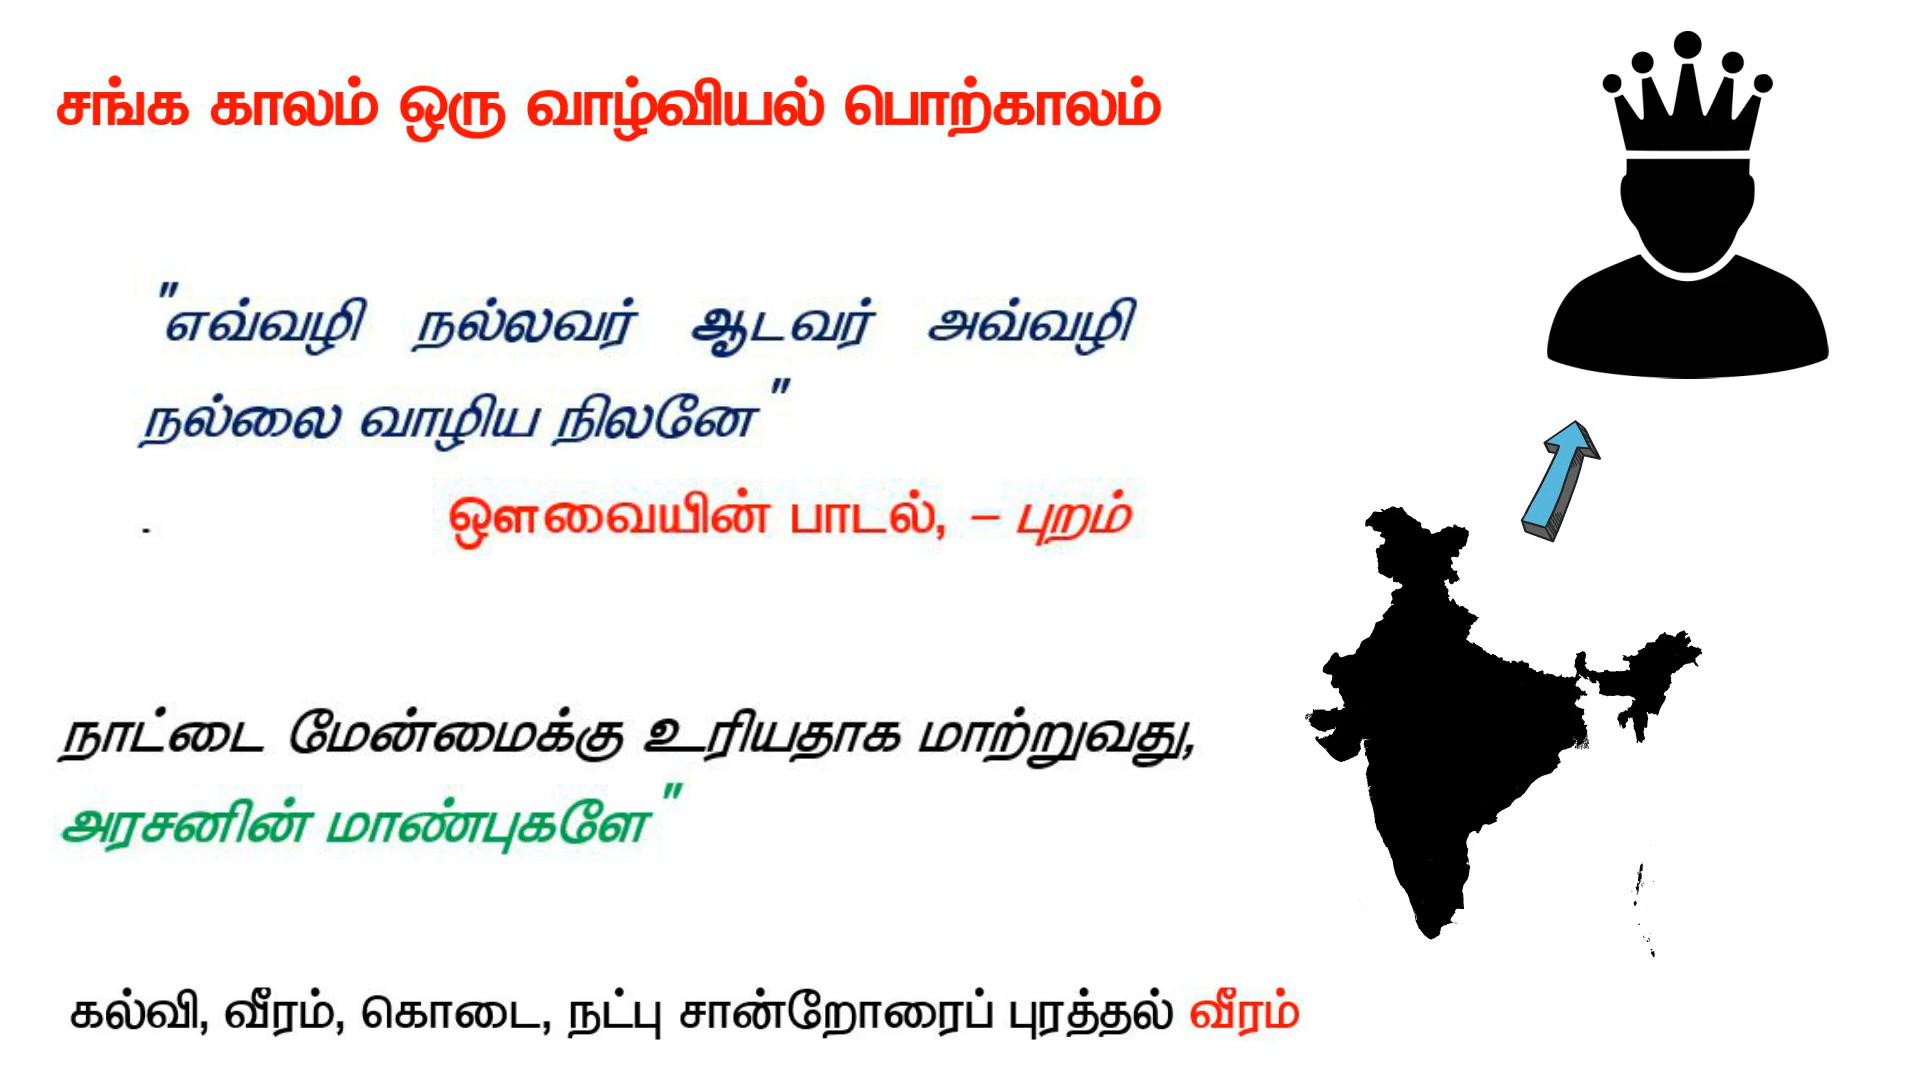 சங்க காலம் ஒரு வாழ்வியல் பொற்காலம்
"எவ்வழி நல்லவர் ஆடவர் அவ்வழி
நல்லை வாழிய நிலனே"
- ஔவையின் பாடல், – புறம்
நாட்டை மேன்மைக்கு உரியதாக மாற்றுவது,
அரசனின் மாண்புகளே"
கல்வி, வீரம், கொடை, நட்பு சான்றோரைப் புரத்தல் வீரம்